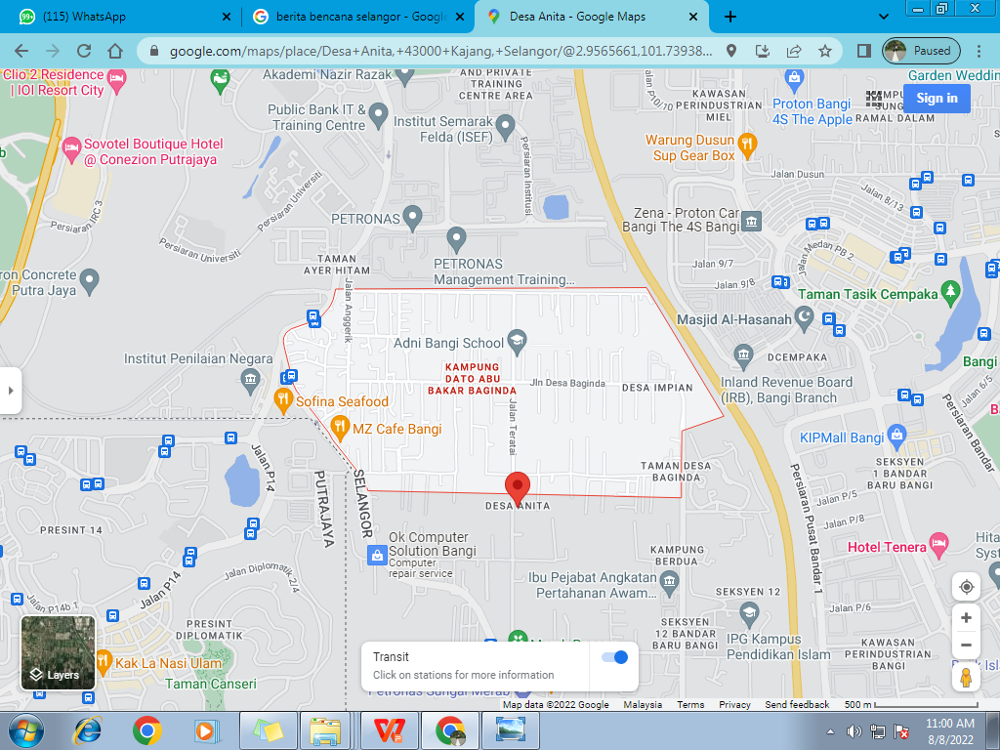 99+
(115) WhatsApp
berita bencana selangor - Google
Desa Anita - Google Maps
google.com/maps/place/Desa+Anita,+43000+Kajang,+Selangor/@2.9565661,101.73938...
Paused
Sign in
Clio 2 Residence
| IOI Resort City
Akademi Nazir Razak
AND PRIVATE
TRAINING
CENTRE AREA
Garden Wedding
KAWASAN
PERINDUSTRIAN
MIEL
Proton Bangi
4S The Apple
RAMAL DALAM
Public Bank IT &
Training Centre
Institut Semarak
Felda (ISEF)
Sovotel Boutique Hotel
@ Conezion Putrajaya
Warung Dusun
Sup Gear Box
Persiaran Institusi
Jalan Dusun
Jalan 8/13
Persiaran IRC 3
Persiaran Universiti
Persiaran Universiti
PETRONAS
Zena - Proton Car
Bangi The 4S Bangi
Jalan Medan PB 2
TAMAN
AYER HITAM
PETRONAS
Management Training...
Jalan 9/7
Jalan 9/8
ron Concrete
Putra Jaya
Taman Tasik Cempaka
Jalan Anggerik
Masjid Al-Hasanah
Adni Bangi School
Institut Penilaian Negara
DCEMPAKA
KAMPUNG
DATO ABU
BAKAR BAGINDA
Jln Desa Baginda
DESA IMPIAN
Inland Revenue Board
(IRB), Bangi Branch
Bangi
Jalan 6/5
Sofina Seafood
MZ Cafe Bangi
Jalan Teratai
KIPMall Bangi
Persiaran Bandar
SEKSYEN
1 BANDAR
BARU BANGI
Jalan P14
PUTRAJAYA
SELANGOR
TAMAN DESA
BAGINDA
Persiaran Pusat Bandar 1
Jalan P/5
Jalan P/8
DESA ANITA
PRESINT 14
Ok Computer
Solution Bangi
Computer
repair service
KAMPUNG
BERDUA
Hotel Tenera
Jalan P14
Jalan Diplomatik 2/4
Jalan P14b 1
Ibu Pejabat Angkatan
Pertahanan Awam...
SEKSYEN 12
Jalan P/6
PRESINT
DIPLOMATIK
SEKSYEN
12 BANDAR
BARU BANGI
IPG Kampus
Pendidikan Islam
KAWASAN
PERINDUSTRIAN
BANGI
Kak La Nasi Ulam
Taman Canseri
Layers
Transit
Click on stations for more information
Petronas Sungai Merab
Map data ©2022 Google
Malaysia
Terms
Privacy
Send feedback
500 m
11:00 AM
8/8/2022